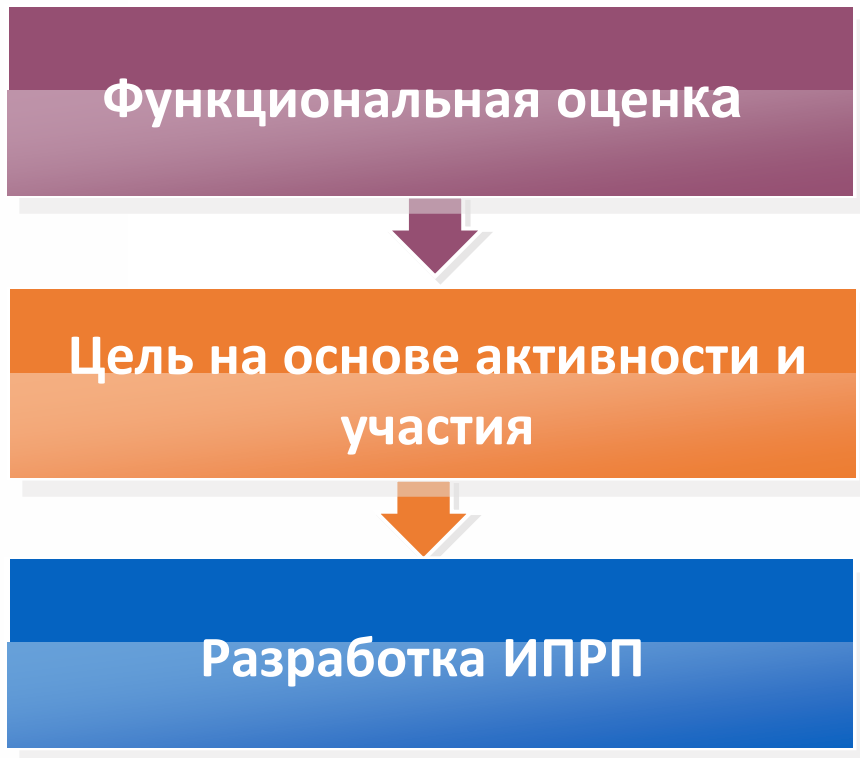 Функциональная оценка
Цель на основе активности и
участия
Разработка ИПРП